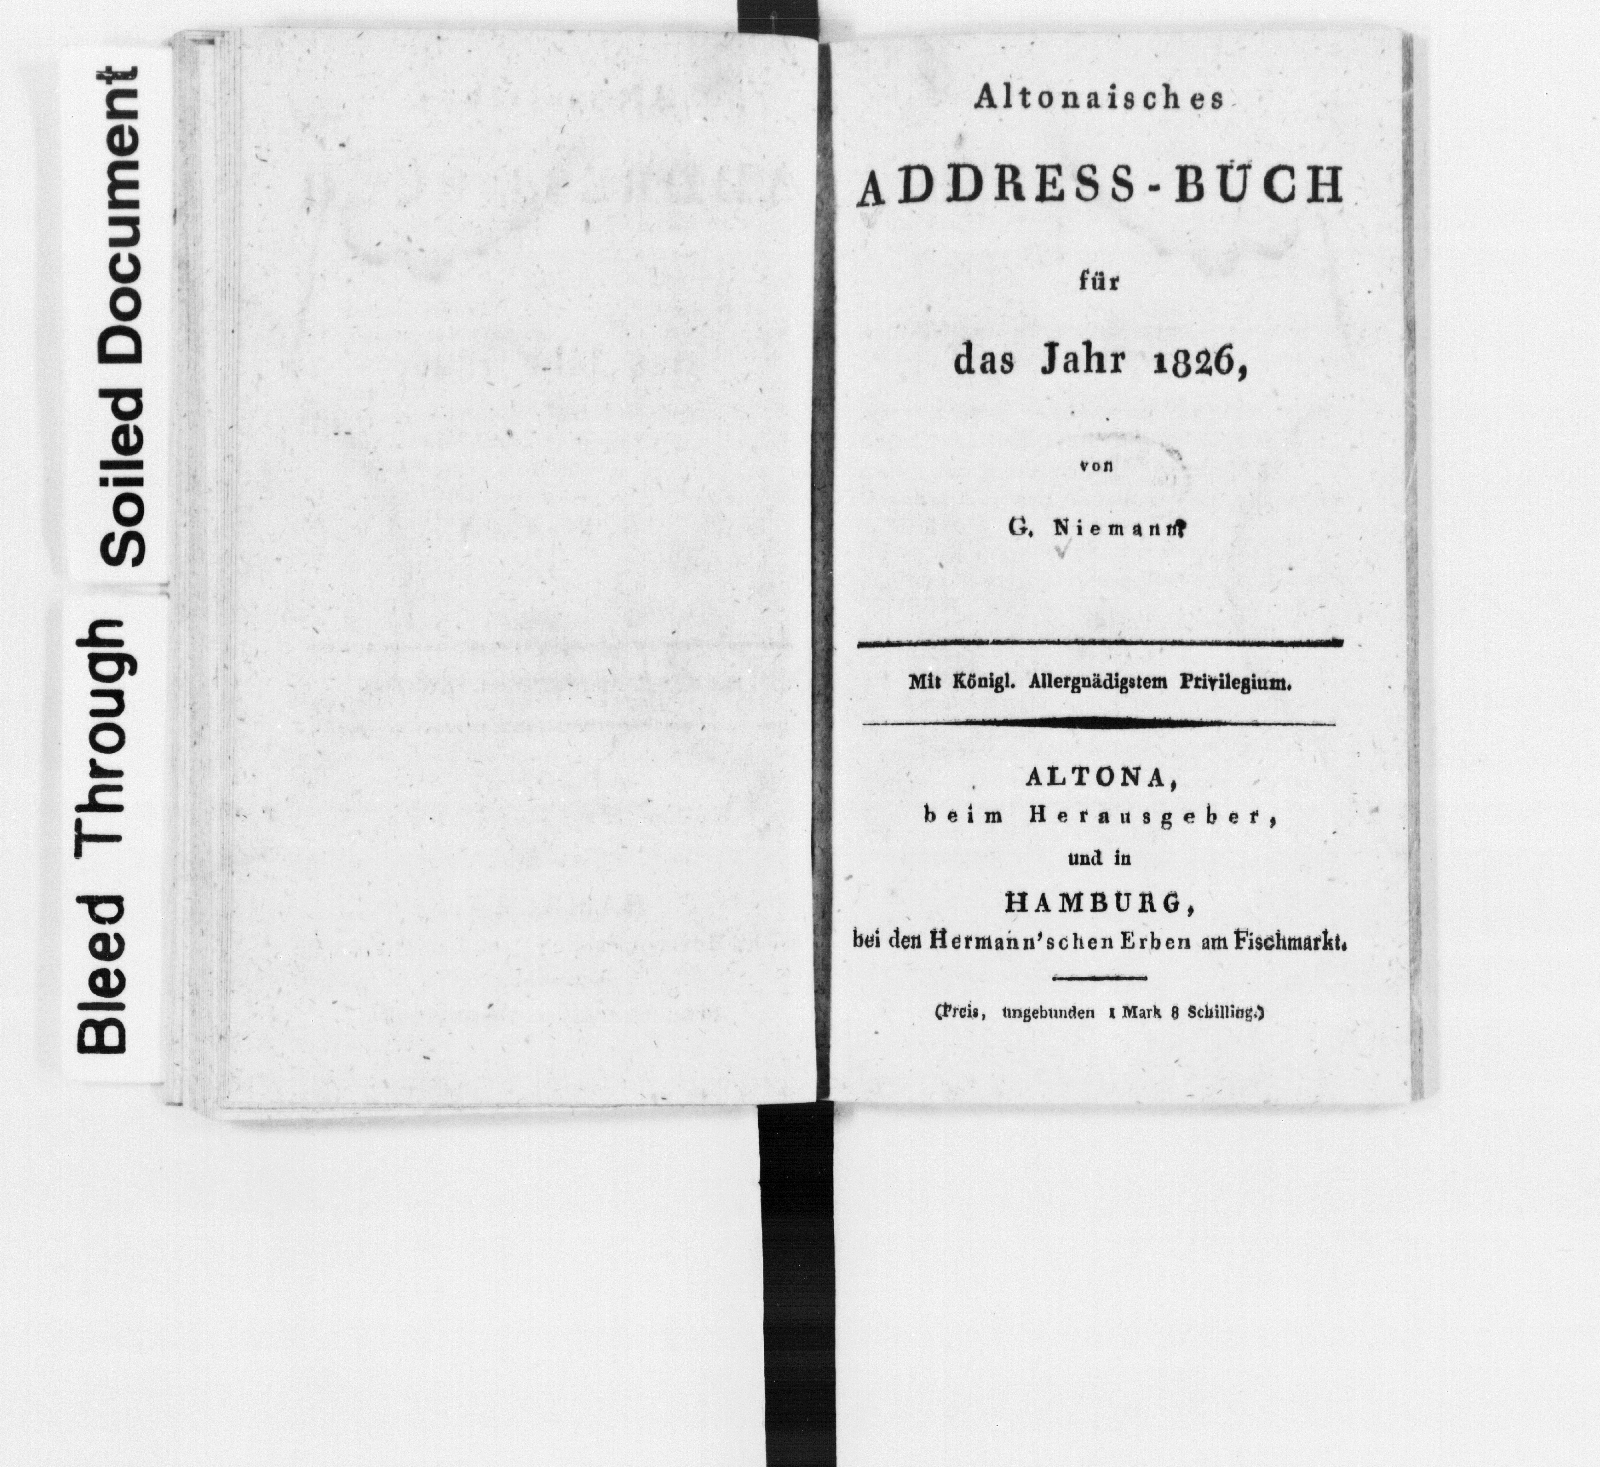 Soiled Document
Bleed Through
Altonaisches
ADDRESS-BUCH
für
das Jahr 1826,
von
G. Niemann.
Mit Königl. Allergnädigstem Privilegium.
ALTONA,
beim Herausgeber,
und in
HAMBURG,
bei den Hermann'schen Erben am Fischmarkt.
(Preis, ungebunden 1 Mark 8 Schilling.)